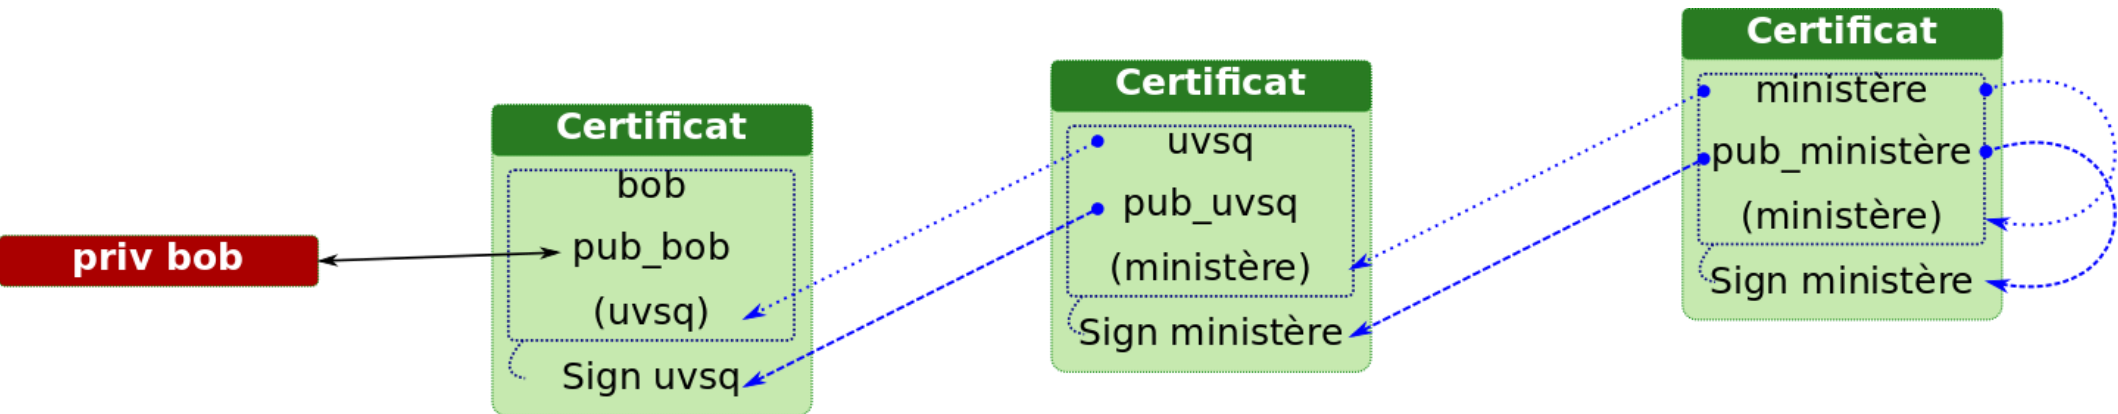 priv bob
Certificat
bob
pub_bob
(uvsq)
Sign uvsq
Certificat
uvsq
pub_uvsq
(ministère)
Sign ministère
Certificat
ministère
pub_ministère
(ministère)
Sign ministère